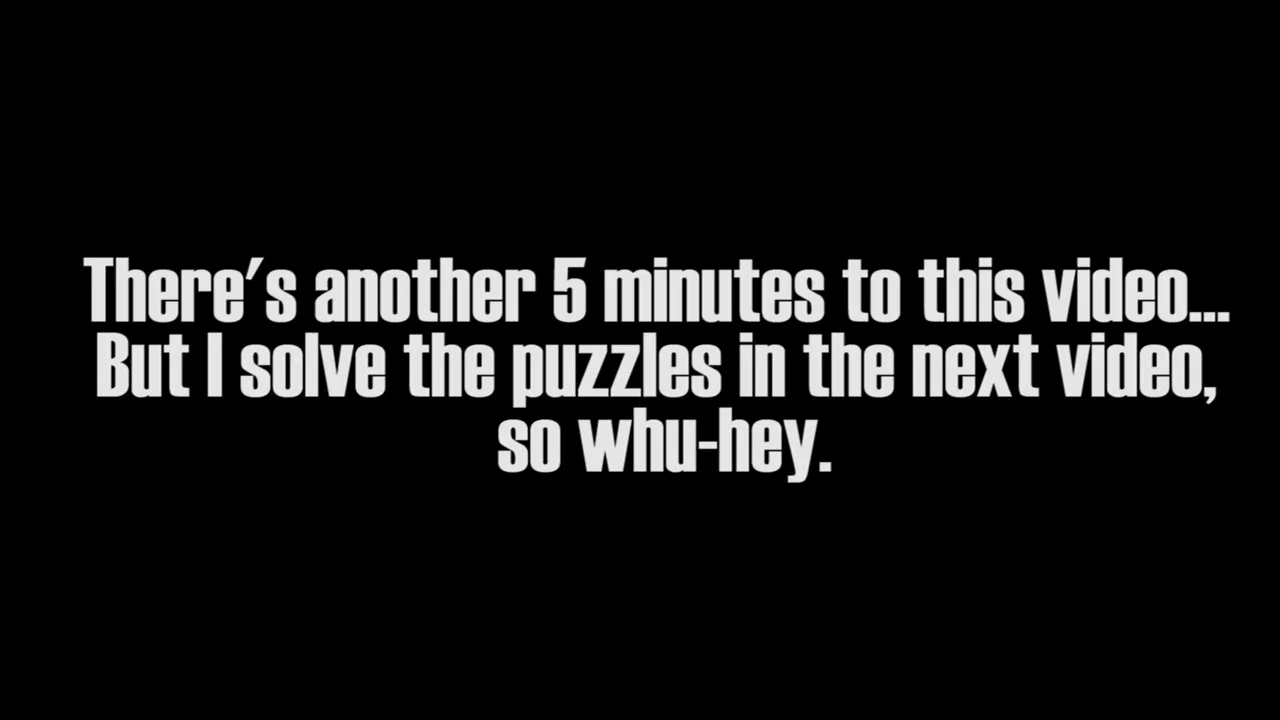 There's another 5 minutes to this video...
But I solve the puzzles in the next video,
so whu-hey.